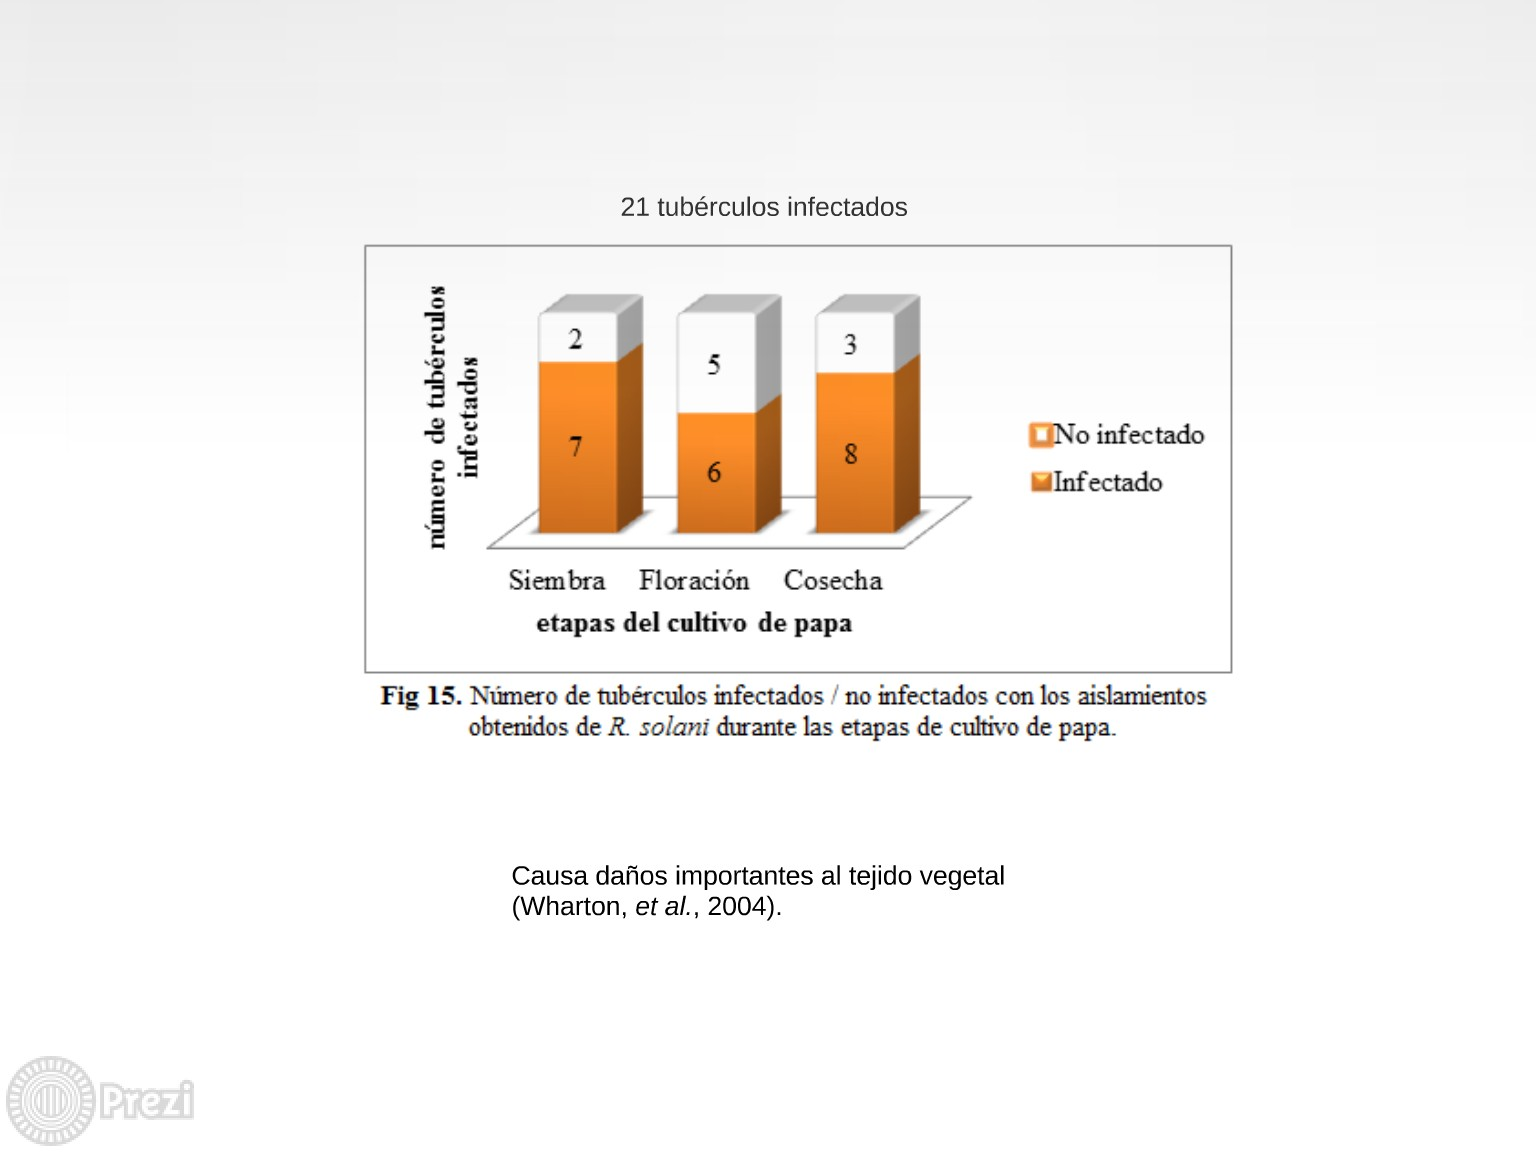 21 tubérculos infectados
número de tubérculos
infectados
2
5
3
7
6
8
No infectado
Infectado
Siembra Floración Cosecha
etapas del cultivo de papa
Fig 15. Número de tubérculos infectados / no infectados con los aislamientos
obtenidos de R. solani durante las etapas de cultivo de papa.
Causa daños importantes al tejido vegetal
(Wharton, et al., 2004).
Prezi